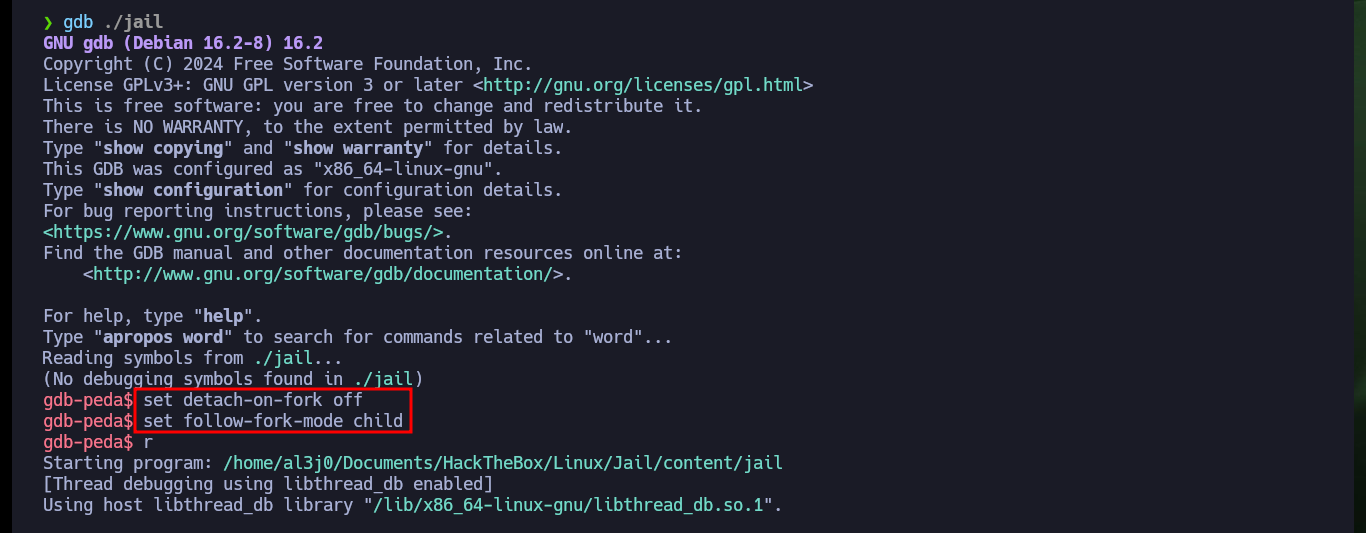 ❯ gdb ./jail
GNU gdb (Debian 16.2-8) 16.2
Copyright (C) 2024 Free Software Foundation, Inc.
License GPLv3+: GNU GPL version 3 or later <http://gnu.org/licenses/gpl.html>
This is free software: you are free to change and redistribute it.
There is NO WARRANTY, to the extent permitted by law.
Type "show copying" and "show warranty" for details.
This GDB was configured as "x86_64-linux-gnu".
Type "show configuration" for configuration details.
For bug reporting instructions, please see:
<https://www.gnu.org/software/gdb/bugs/>.
Find the GDB manual and other documentation resources online at:
    <http://www.gnu.org/software/gdb/documentation/>.

For help, type "help".
Type "apropos word" to search for commands related to "word"...
Reading symbols from ./jail...
(No debugging symbols found in ./jail)
gdb-peda$ set detach-on-fork off
gdb-peda$ set follow-fork-mode child
gdb-peda$ r
Starting program: /home/al3j0/Documents/HackTheBox/Linux/Jail/content/jail
[Thread debugging using libthread_db enabled]
Using host libthread_db library "/lib/x86_64-linux-gnu/libthread_db.so.1".